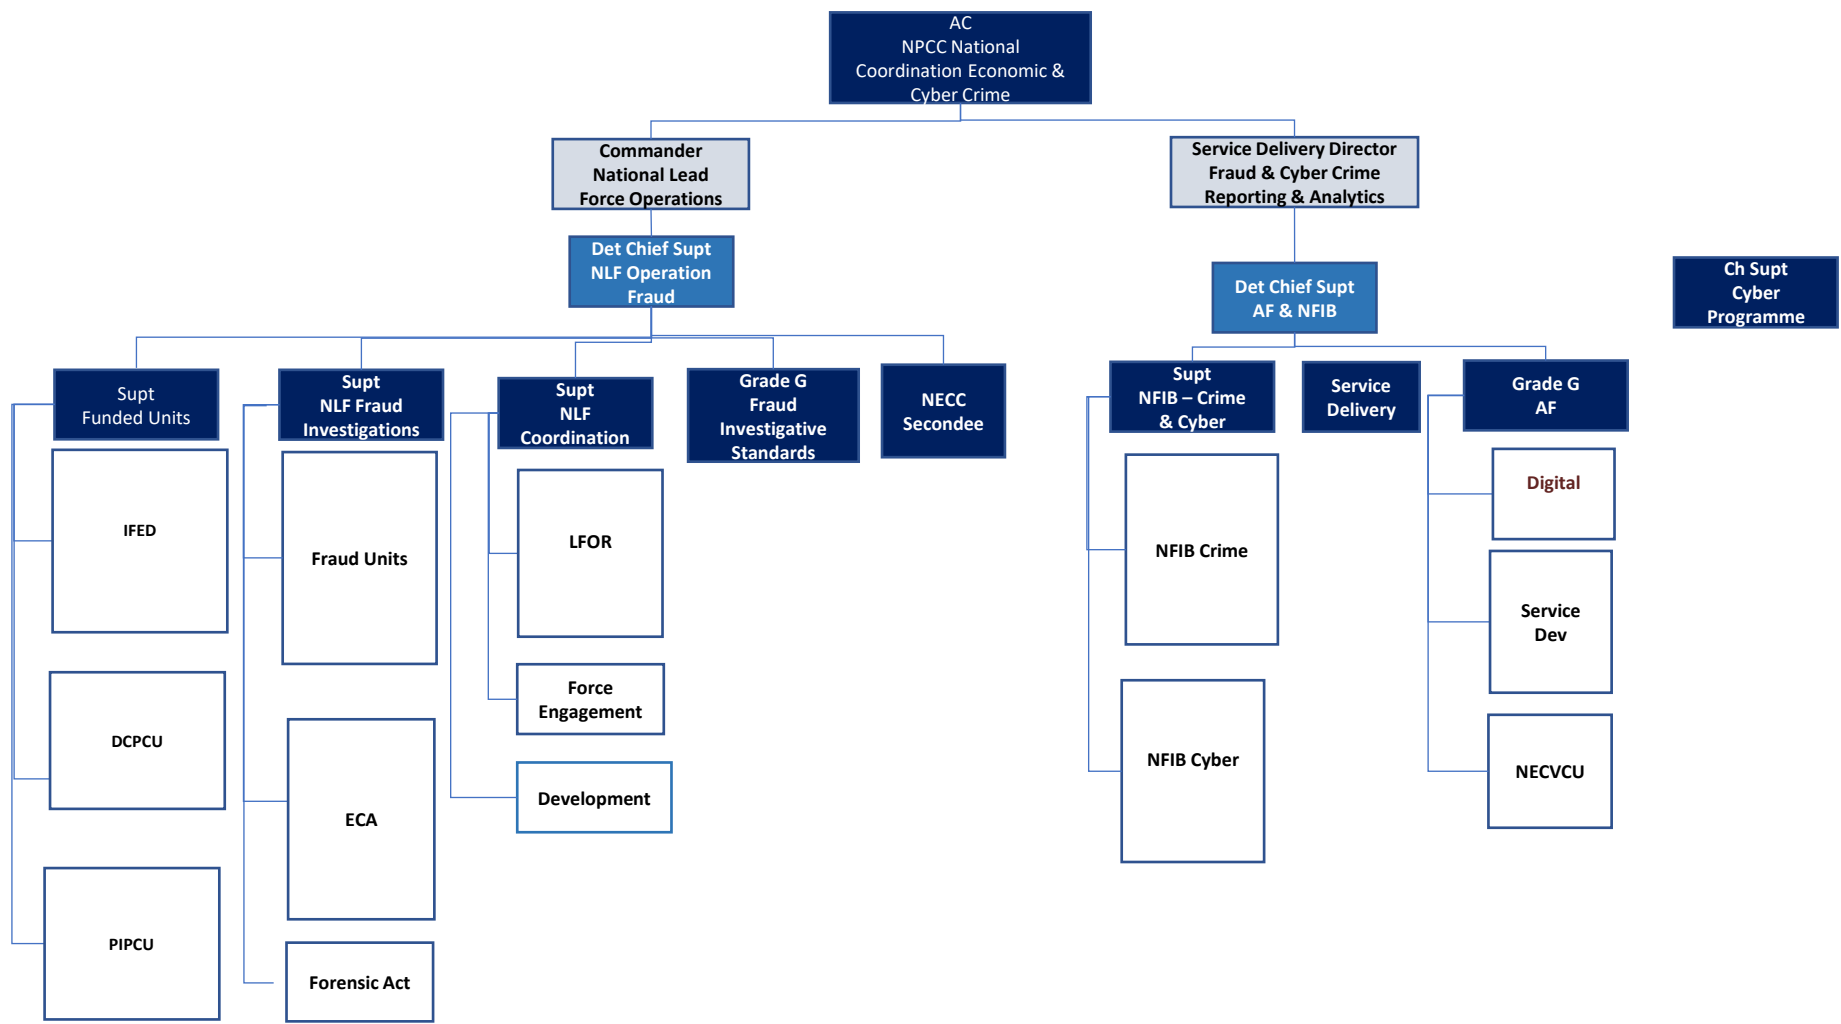 AC
NPCC National
Coordination Economic &
Cyber Crime
Commander
National Lead
Force Operations
Service Delivery Director
Fraud & Cyber Crime
Reporting & Analytics
Det Chief Supt
NLF Operation
Fraud
Det Chief Supt
AF & NFIB
Ch Supt
Cyber
Programme
Supt
Funded Units
Supt
NLF Fraud
Investigations
Supt
NLF
Coordination
Grade G
Fraud
Investigative
Standards
NECC
Secondee
Supt
NFIB – Crime
& Cyber
Service
Delivery
Grade G
AF
IFED
DCPCU
PIPCU
Fraud Units
ECA
Forensic Act
LFOR
Force
Engagement
Development
NFIB Crime
NFIB Cyber
Digital
Service
Dev
NECVCU